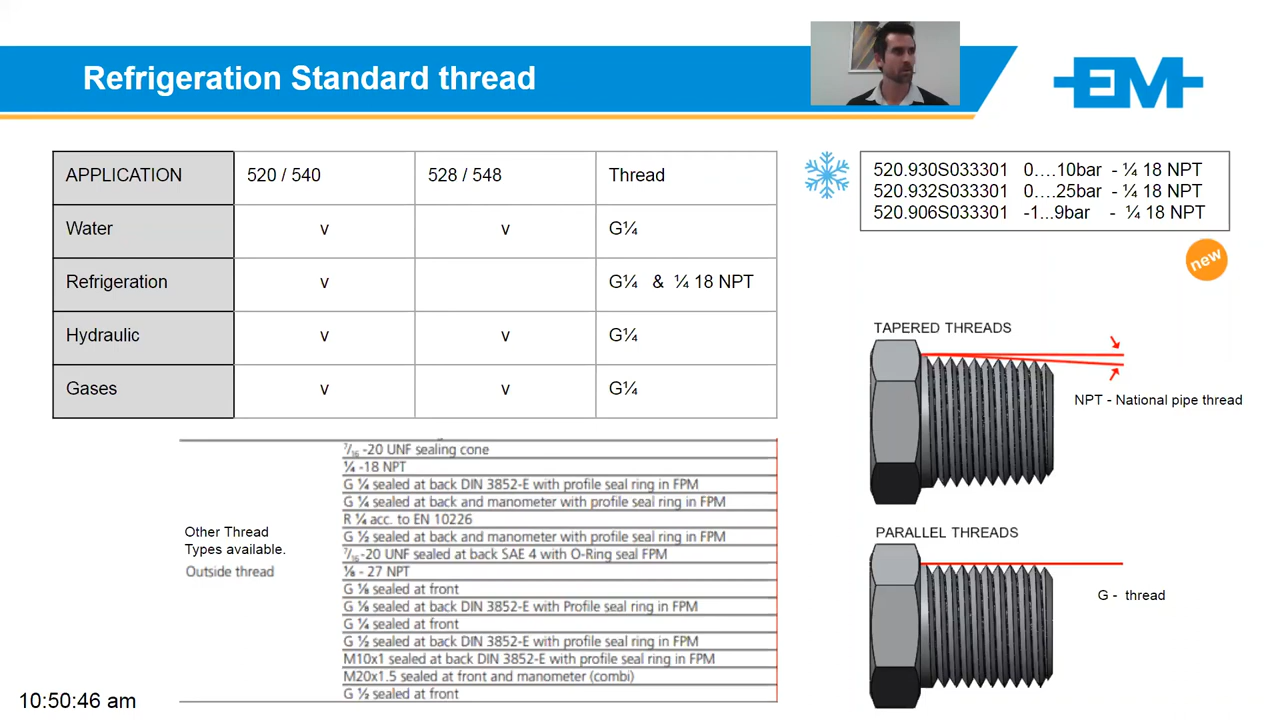 Refrigeration Standard thread
EM
APPLICATION 520 / 540 528 / 548 Thread
Water v v G¼
Refrigeration v G¼ & ¼ 18 NPT
Hydraulic v v G¼
Gases v v G¼
520.930S033301 0....10bar - ¼ 18 NPT
520.932S033301 0....25bar - ¼ 18 NPT
520.906S033301 -1...9bar - ¼ 18 NPT
new
TAPERED THREADS
NPT - National pipe thread
PARALLEL THREADS
G - thread
Other Thread
Types available.
Outside thread
7/16 -20 UNF sealing cone
¼ -18 NPT
G ¼ sealed at back DIN 3852-E with profile seal ring in FPM
G ¼ sealed at back and manometer with profile seal ring in FPM
R ¼ acc. to EN 10226
G ½ sealed at back and manometer with profile seal ring in FPM
7/16 -20 UNF sealed at back SAE 4 with O-Ring seal FPM
⅛ - 27 NPT
G ⅛ sealed at front
G ⅛ sealed at back DIN 3852-E with Profile seal ring in FPM
G ¼ sealed at front
G ½ sealed at back DIN 3852-E with profile seal ring in FPM
M10x1 sealed at back DIN 3852-E with profile seal ring in FPM
M20x1.5 sealed at front and manometer (combi)
G ½ sealed at front
10:50:46 am